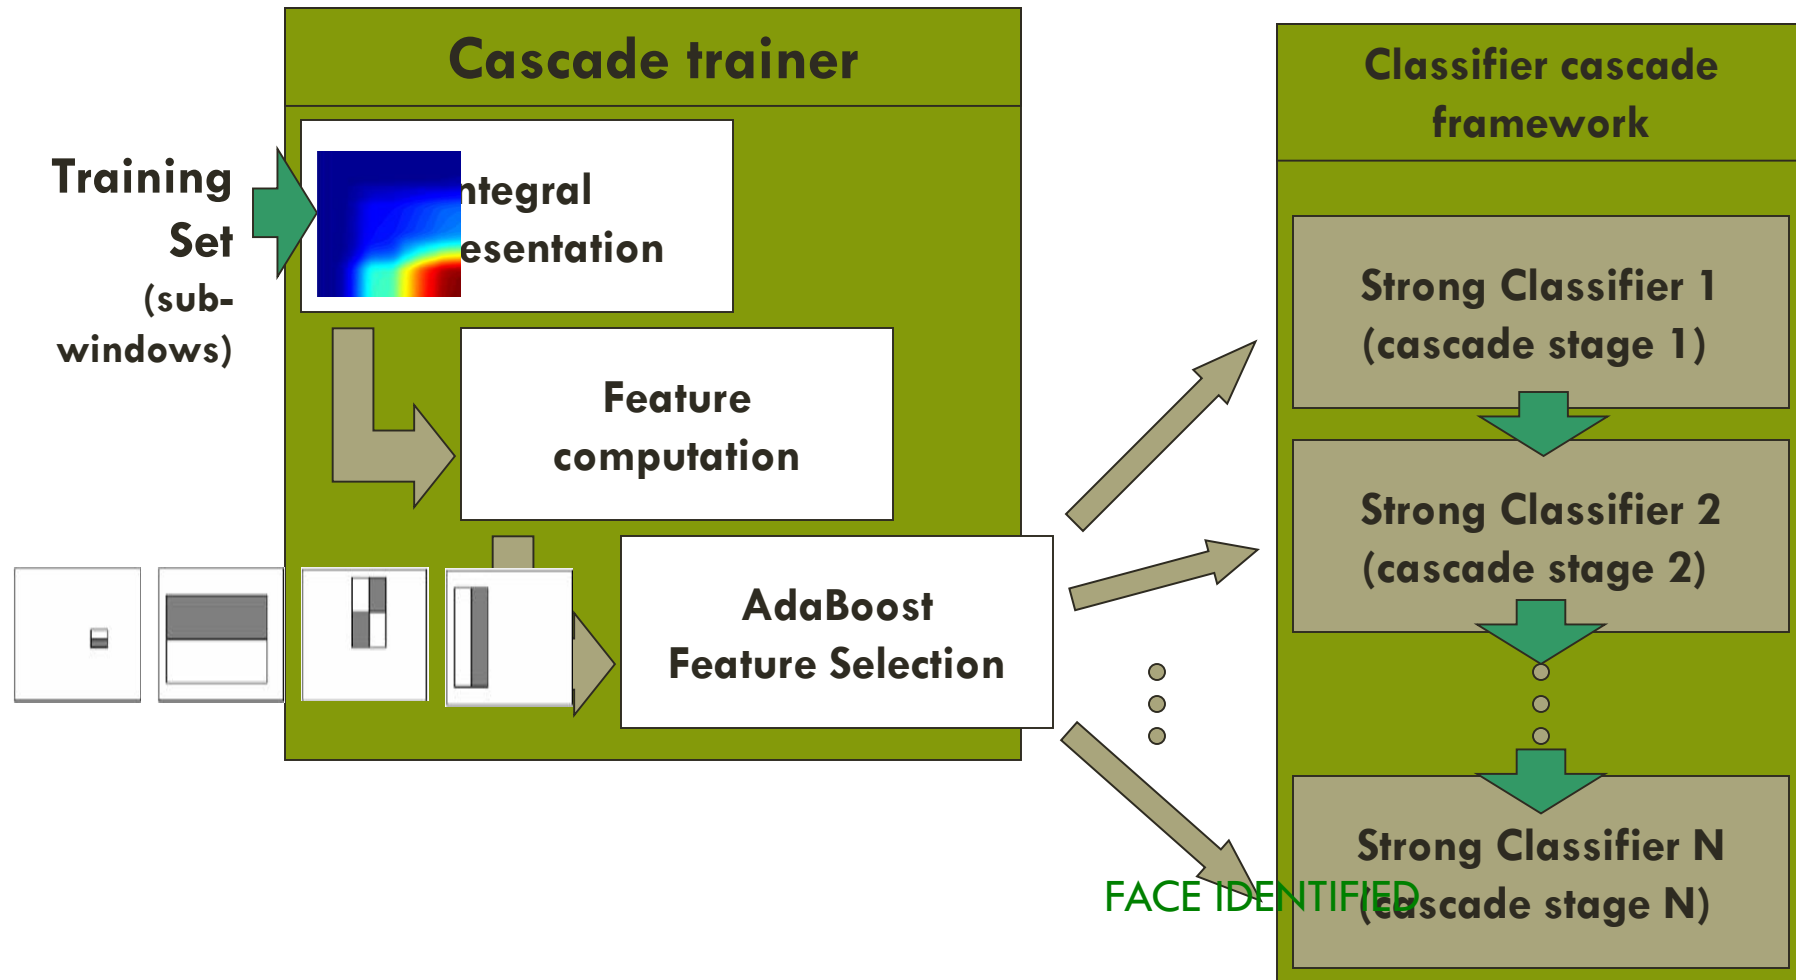 Cascade trainer
Training
Set
(sub-
windows)
ntegral
esentation
Feature
computation
AdaBoost
Feature Selection
Classifier cascade
framework
Strong Classifier 1
(cascade stage 1)
Strong Classifier 2
(cascade stage 2)
Strong Classifier N
(cascade stage N)
FACE IDENTIFIED